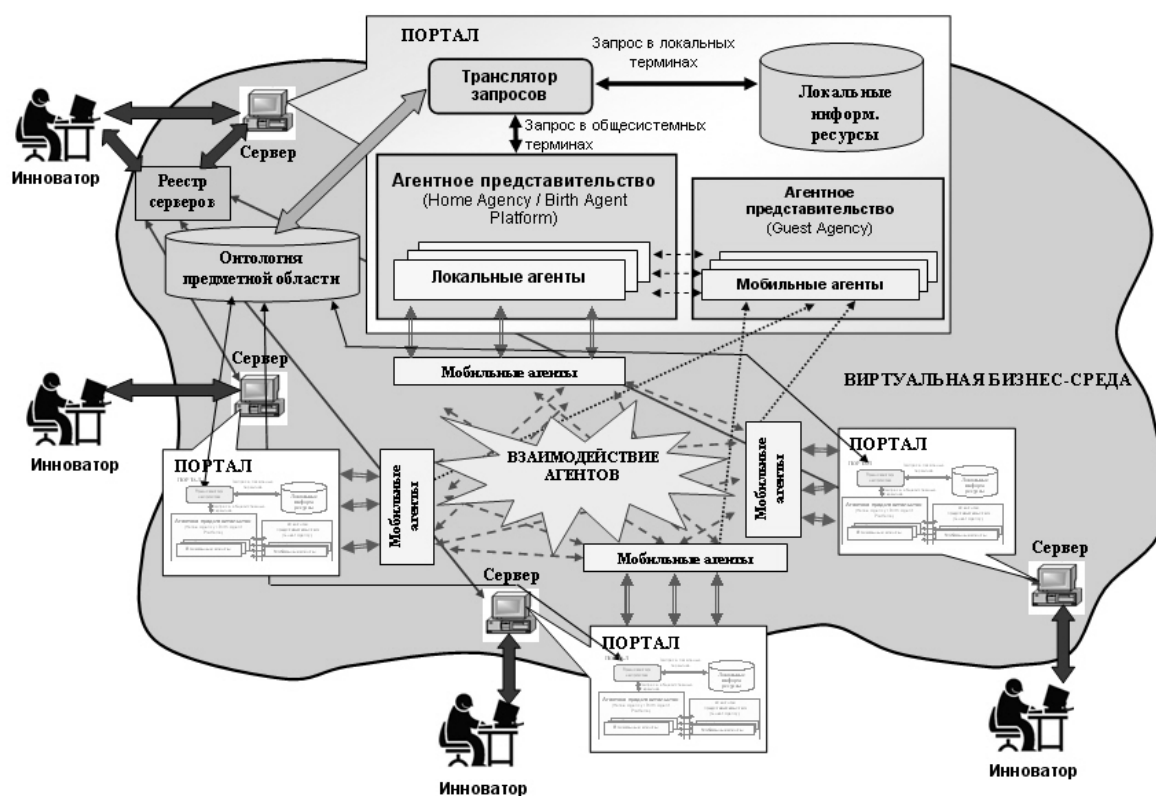 ПОРТАЛ
Запрос в локальных
терминах
Транслятор
запросов
Локальные
информ.
ресурсы
Запрос в общесистемных
терминах
Сервер
Инноватор
Реестр
серверов
Агентное представительство
(Home Agency / Birth Agent
Platform)
Локальные агенты
Агентное
представительство
(Guest Agency)
Мобильные агенты
Онтология
предметной области
Сервер
Мобильные агенты
ВИРТУАЛЬНАЯ БИЗНЕС-СРЕДА
Инноватор
ПОРТАЛ
Мобильные
агенты
ВЗАИМОДЕЙСТВИЕ
АГЕНТОВ
Мобильные
агенты
ПОРТАЛ
Мобильные агенты
Сервер
Сервер
ПОРТАЛ
Инноватор
Инноватор